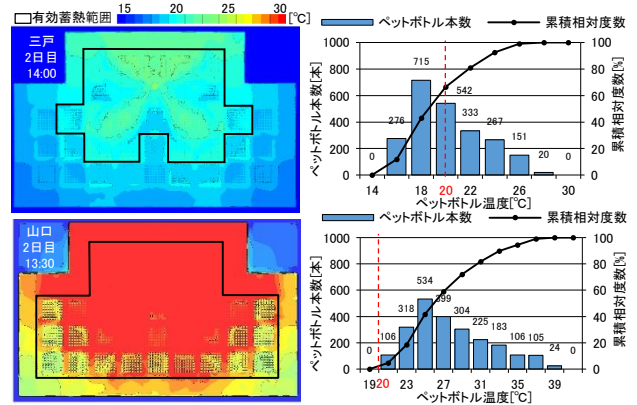 有効蓄熱範囲 15 20 25 30 [℃]
三戸
2日目
14:00
ペットボトル本数 累積相対度数
1000 100
800 80
600 60
400 40
200 20
0 0
ペットボトル本数[本]
累積相対度数[%]
0 276 715 542 333 267 151 20 0
14 18 20 22 26 30
ペットボトル温度[℃]
山口
2日目
13:30
ペットボトル本数 累積相対度数
1000 100
800 80
600 60
400 40
200 20
0 0
ペットボトル本数[本]
累積相対度数[%]
0 106 318 534 399 304 225 183 106 105 24 0
19 20 23 27 31 35 39
ペットボトル温度[℃]